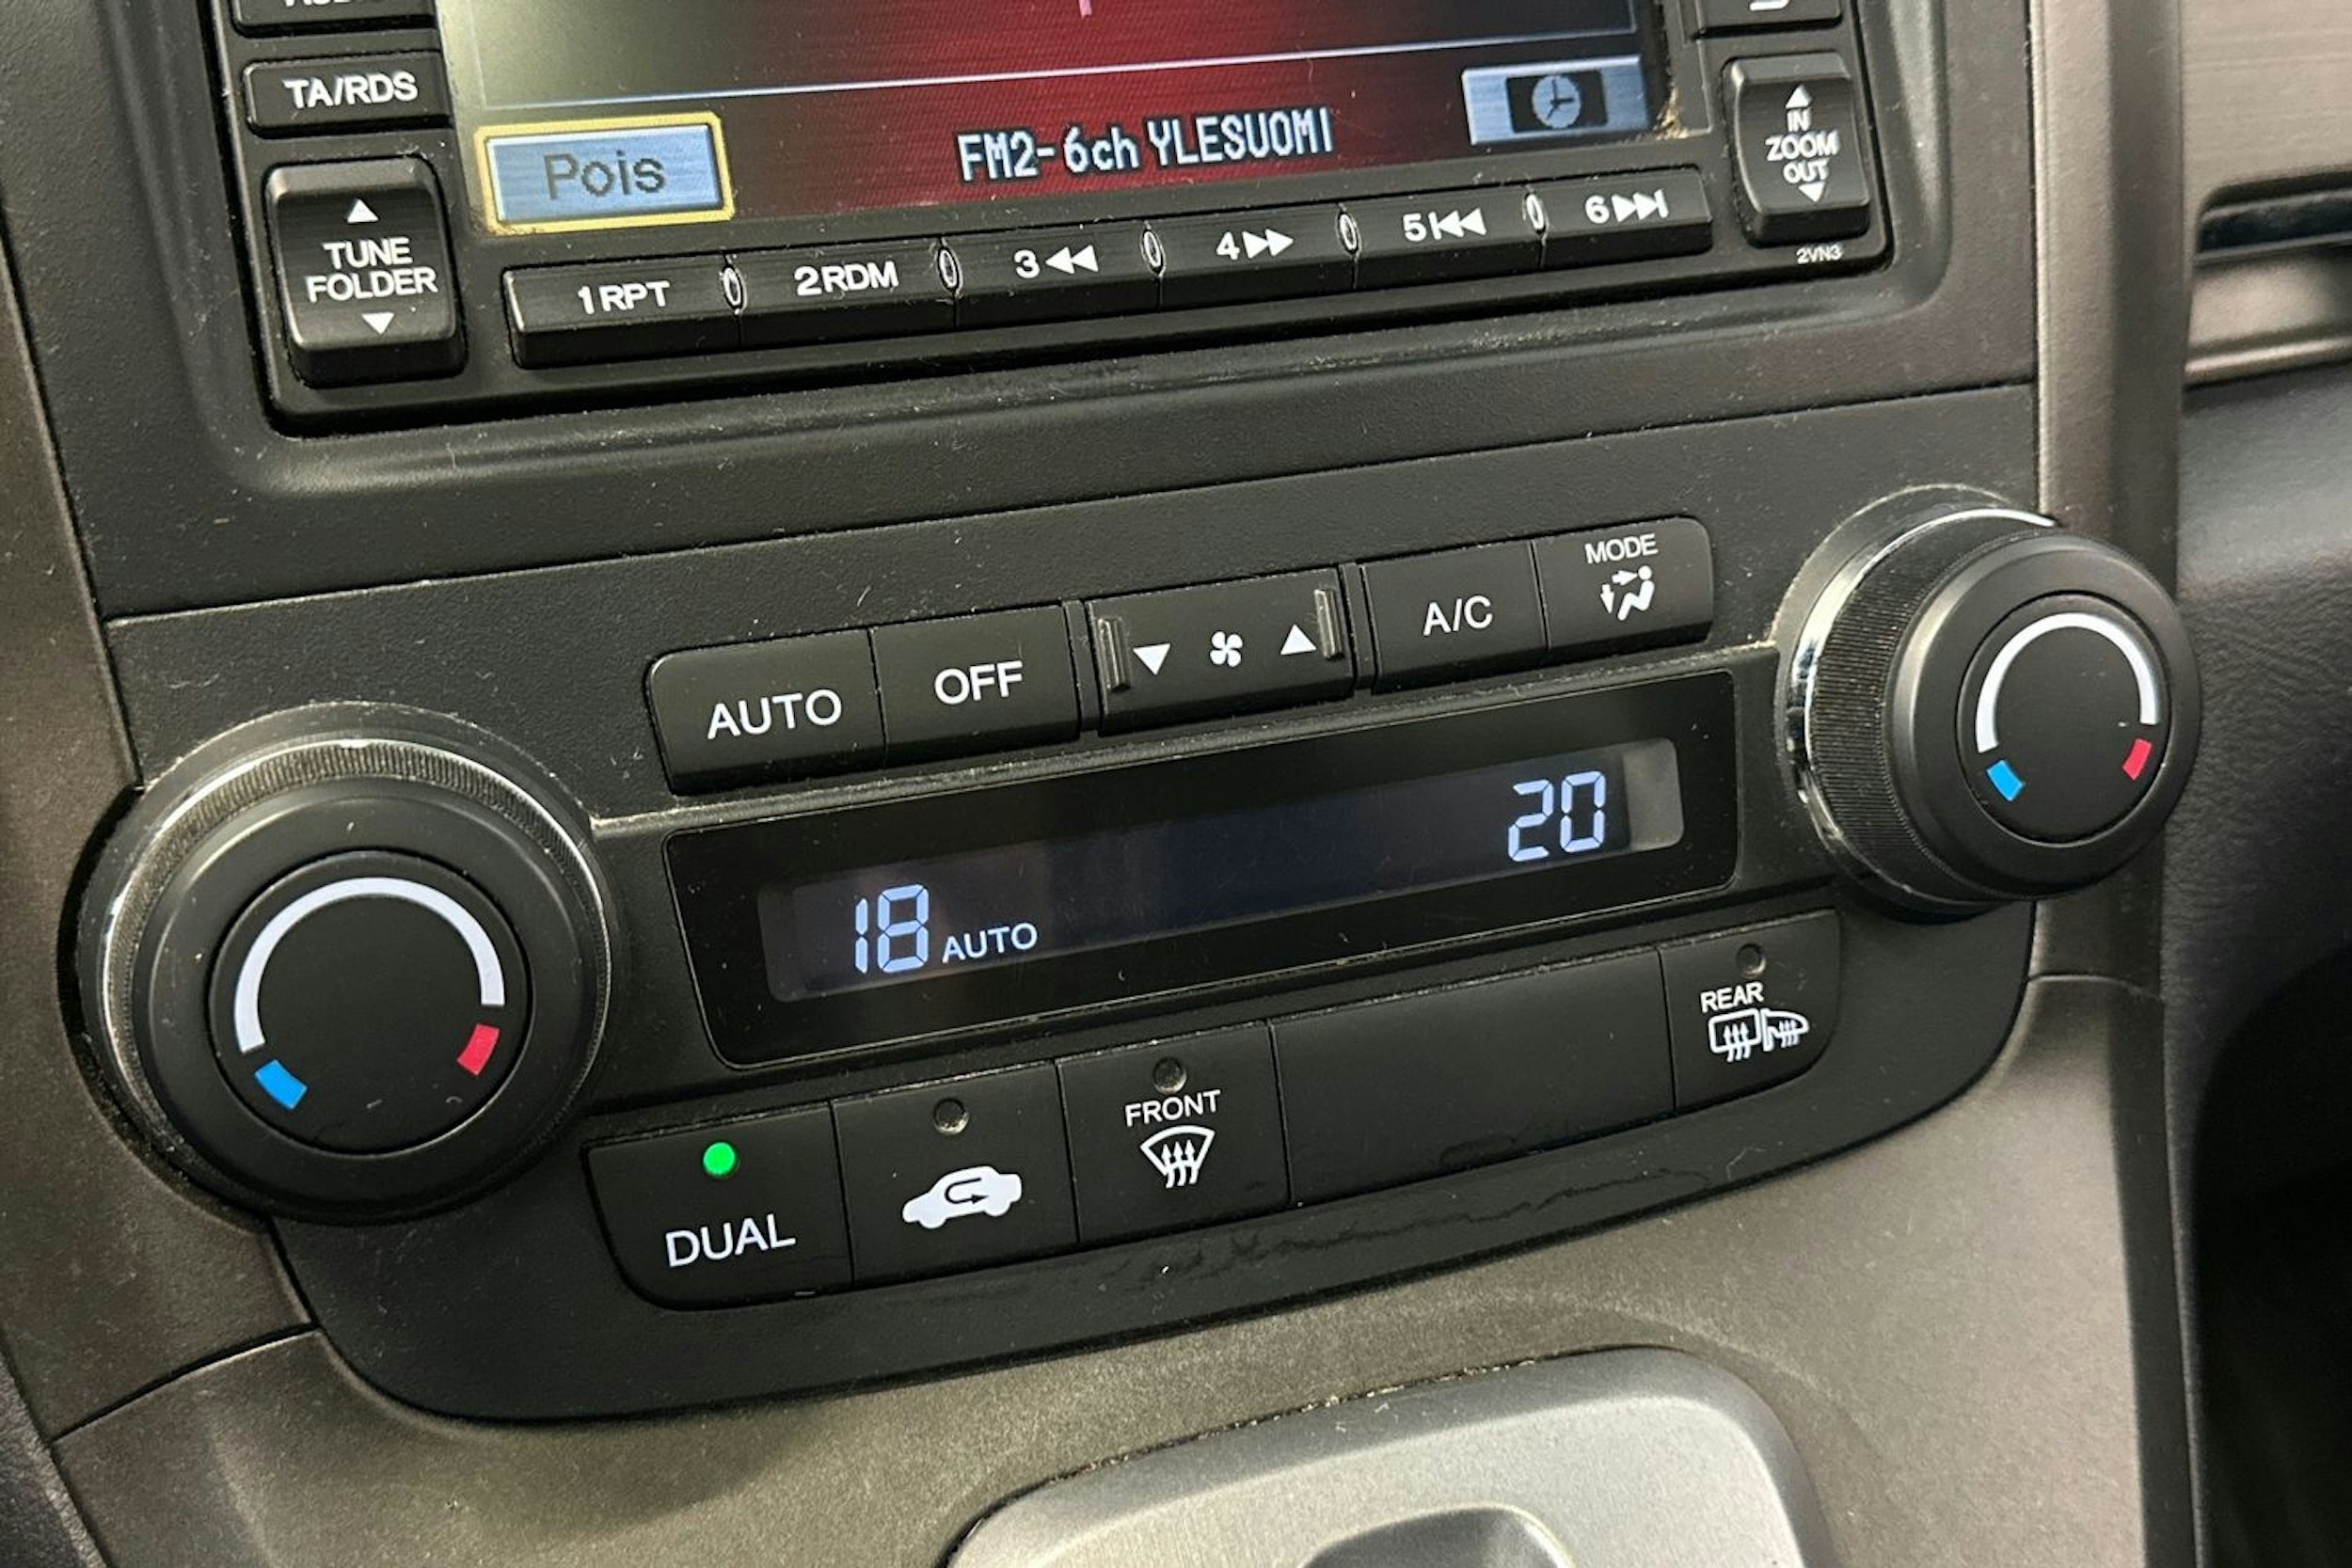 TA/RDS
Pois
FM2-6ch YLESUOMI
IN
ZOOM
OUT
TUNE
FOLDER
1 RPT
2 RDM
3
4
5
6
2VN3
AUTO
OFF
A/C
MODE
18 AUTO
20
DUAL
FRONT
REAR